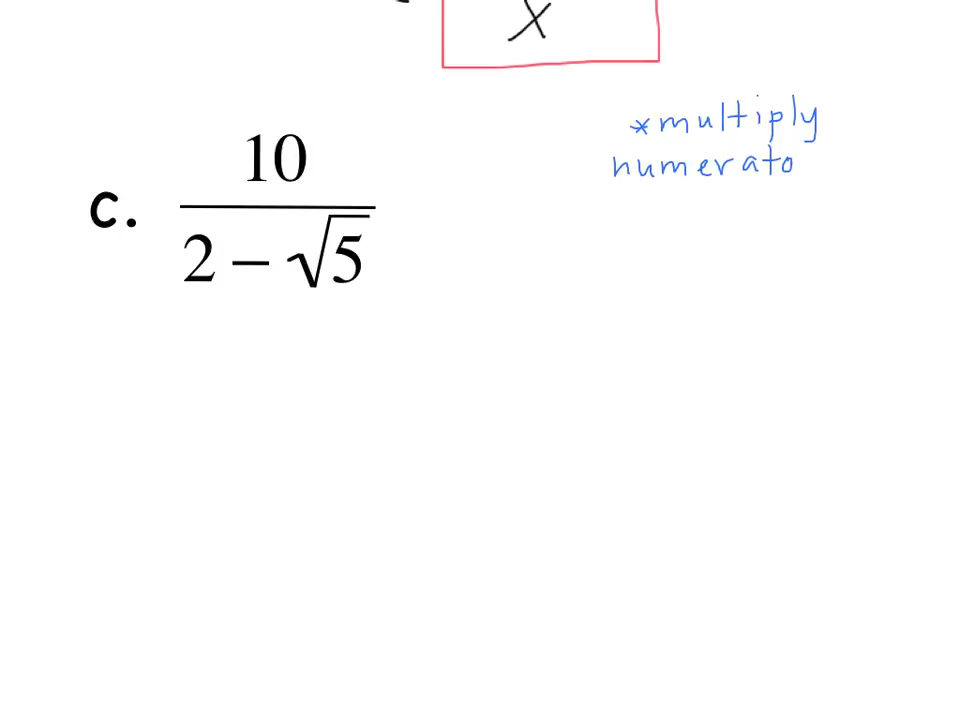 x
*multiply
numerato
c. 10
2 − √5